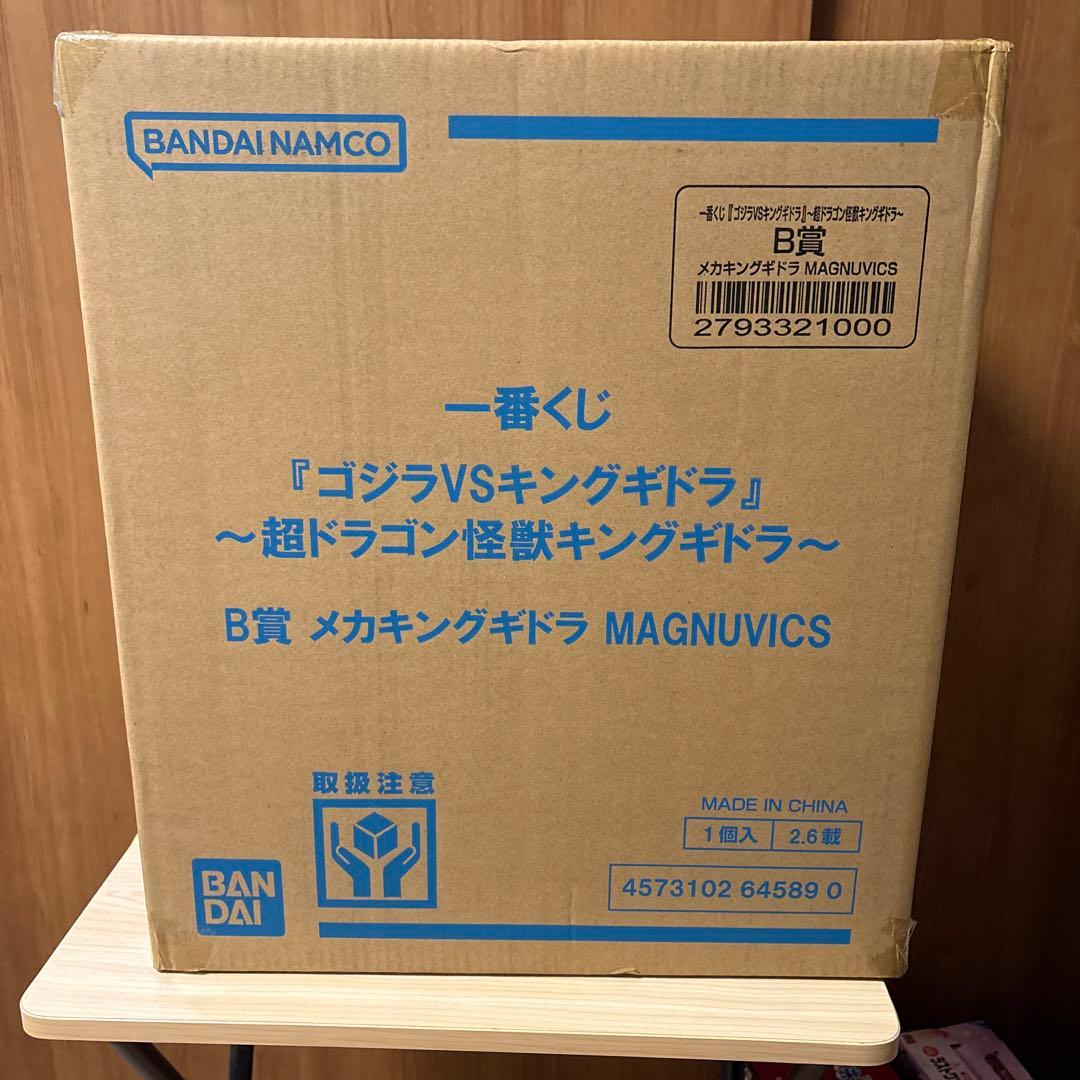 BANDAI NAMCO
一番くじ『ゴジラVSキングギドラ』～超ドラゴン怪獣キングギドラ～
B賞
メカキングギドラ MAGNUVICS
2793321000
一番くじ
『ゴジラVSキングギドラ』
～超ドラゴン怪獣キングギドラ～
B賞 メカキングギドラ MAGNUVICS
取扱注意
MADE IN CHINA
1個入 2.6載
4573102 64589 0
BAN
DAI
ラスト